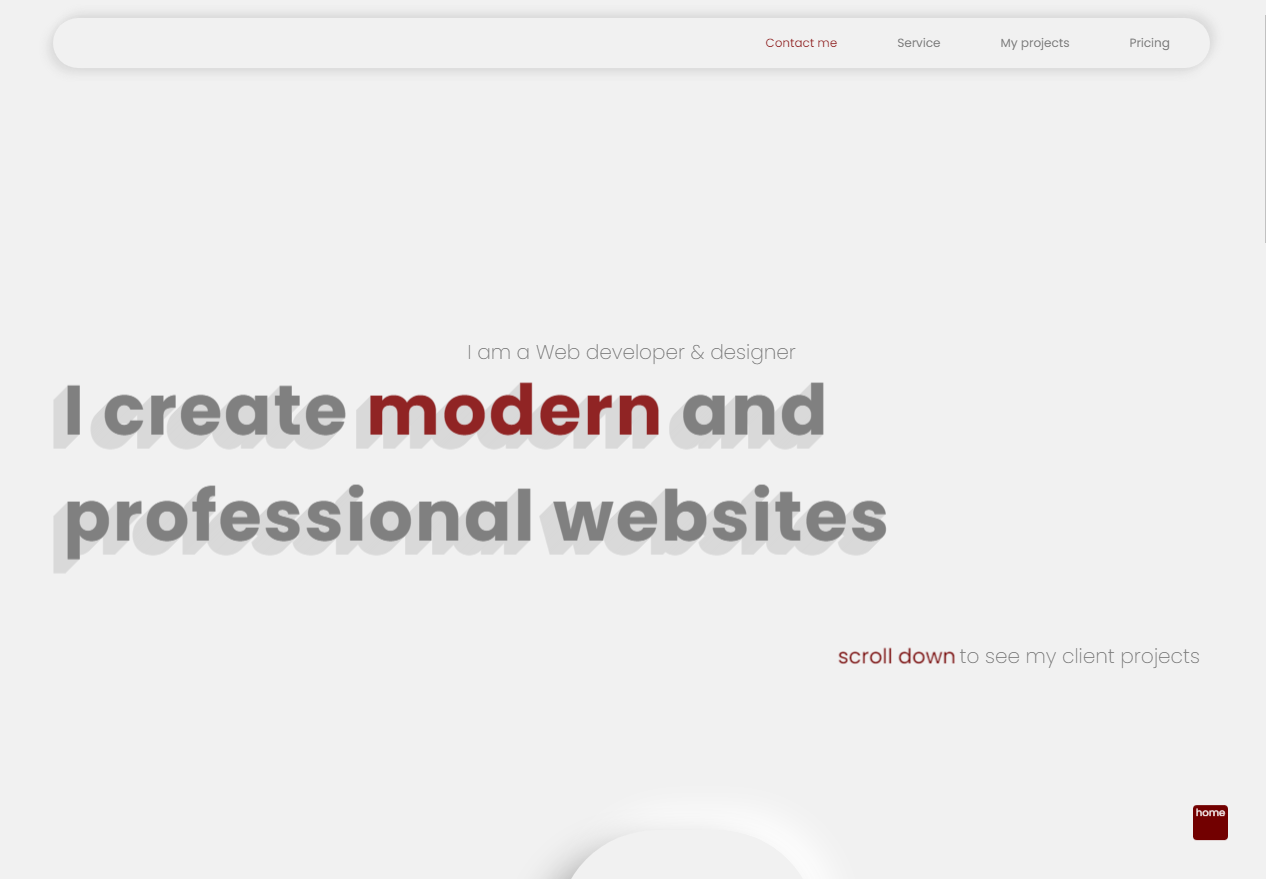 Contact me Service My projects Pricing
I am a Web developer & designer
I create modern and
professional websites
scroll down to see my client projects
home